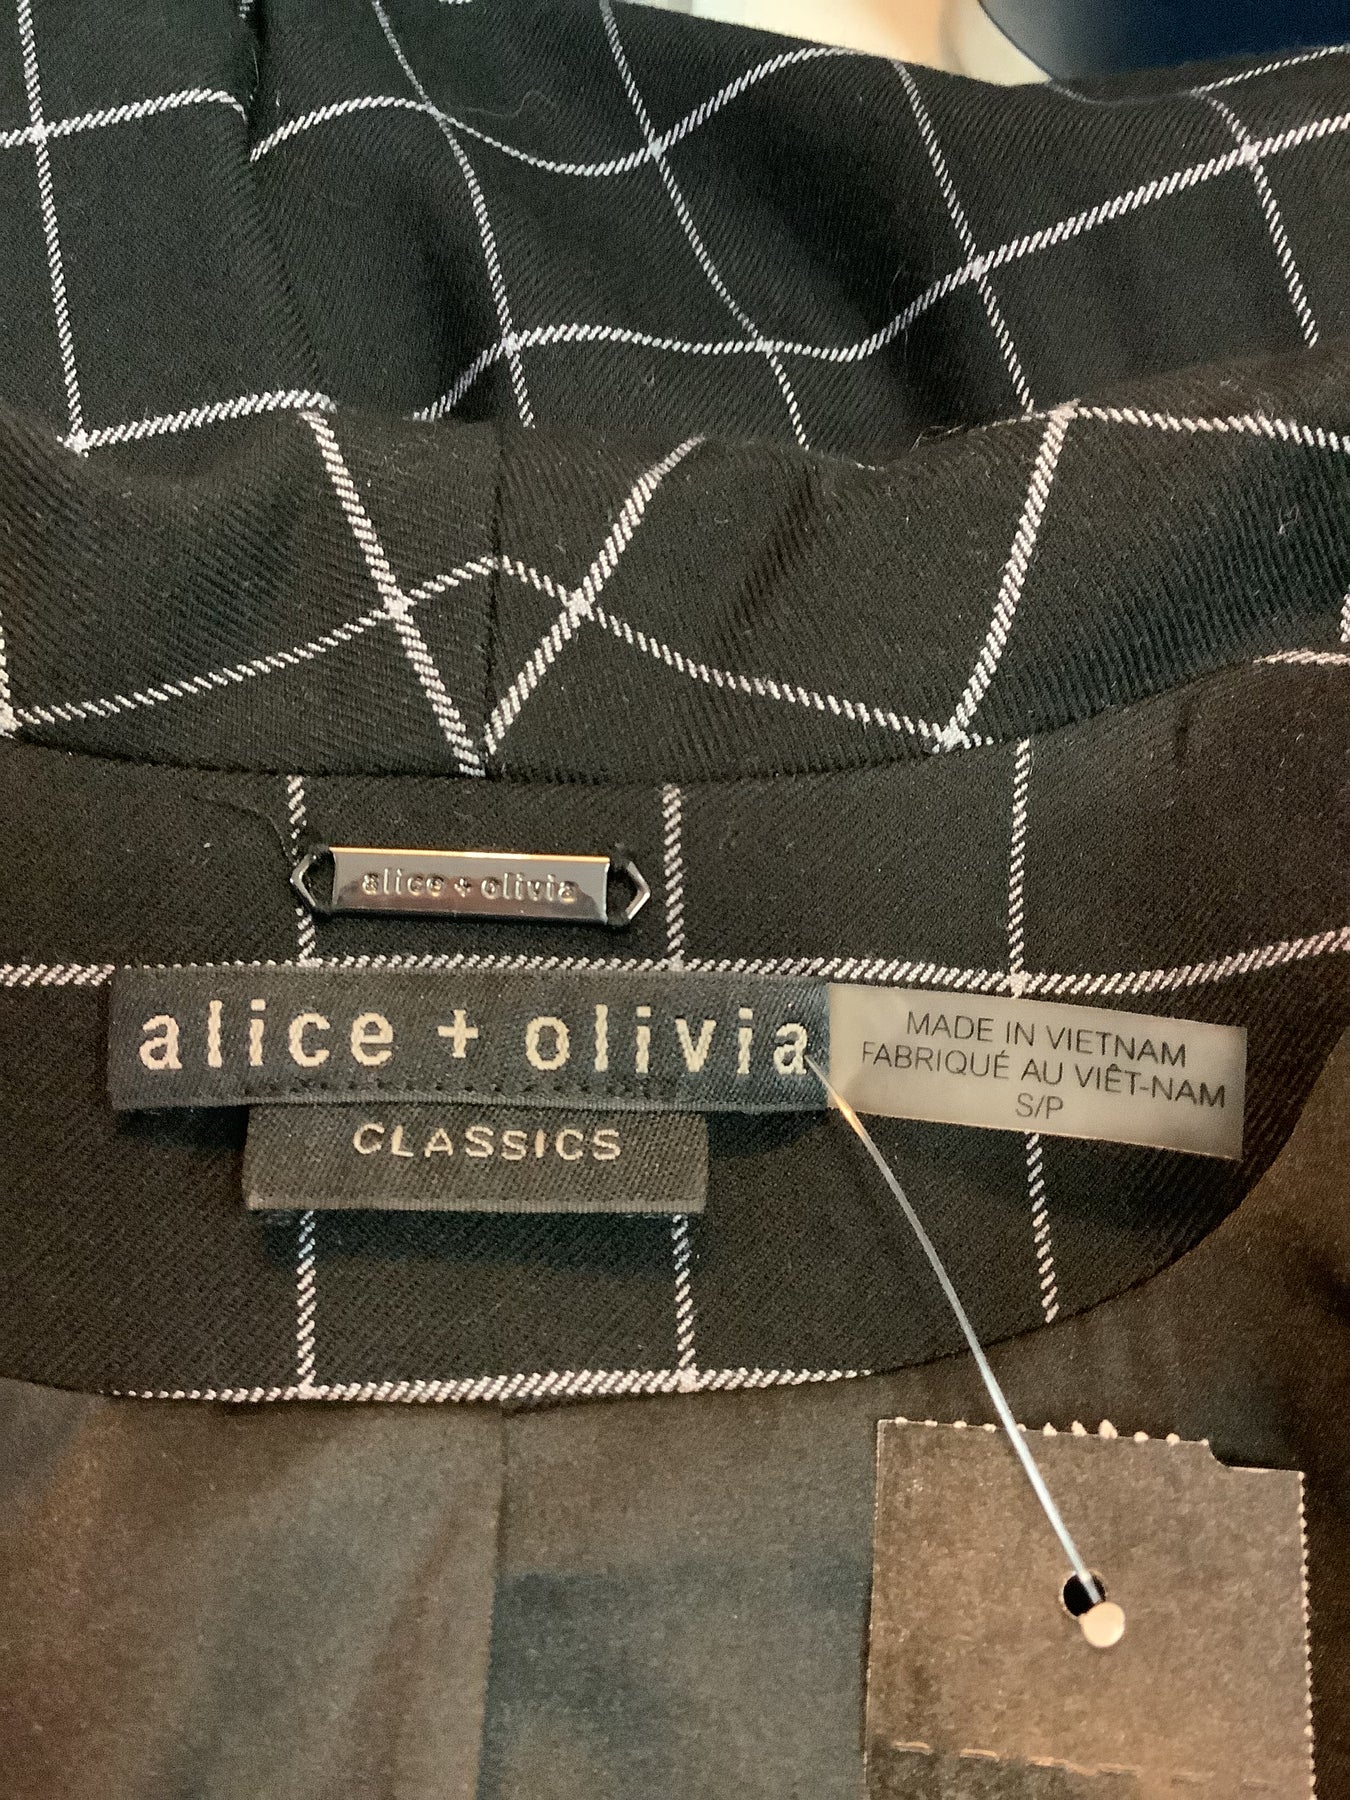 alice + olivia
alice + olivia
CLASSICS
MADE IN VIETNAM
FABRIQUÉ AU VIÊT-NAM
S/P